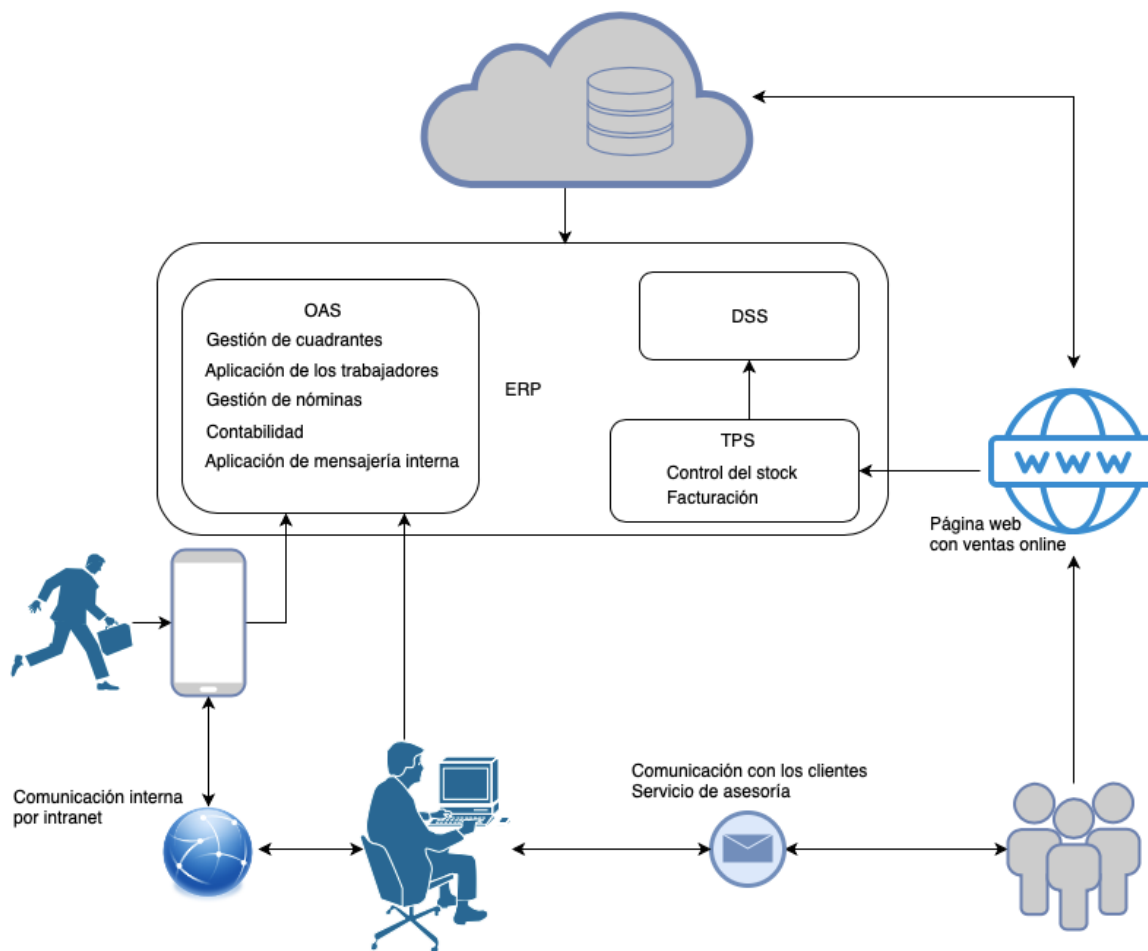 OAS
Gestión de cuadrantes
Aplicación de los trabajadores
Gestión de nóminas
Contabilidad
Aplicación de mensajería interna
ERP
DSS
TPS
Control del stock
Facturación
WWW
Página web
con ventas online
Comunicación interna
por intranet
Comunicación con los clientes
Servicio de asesoría